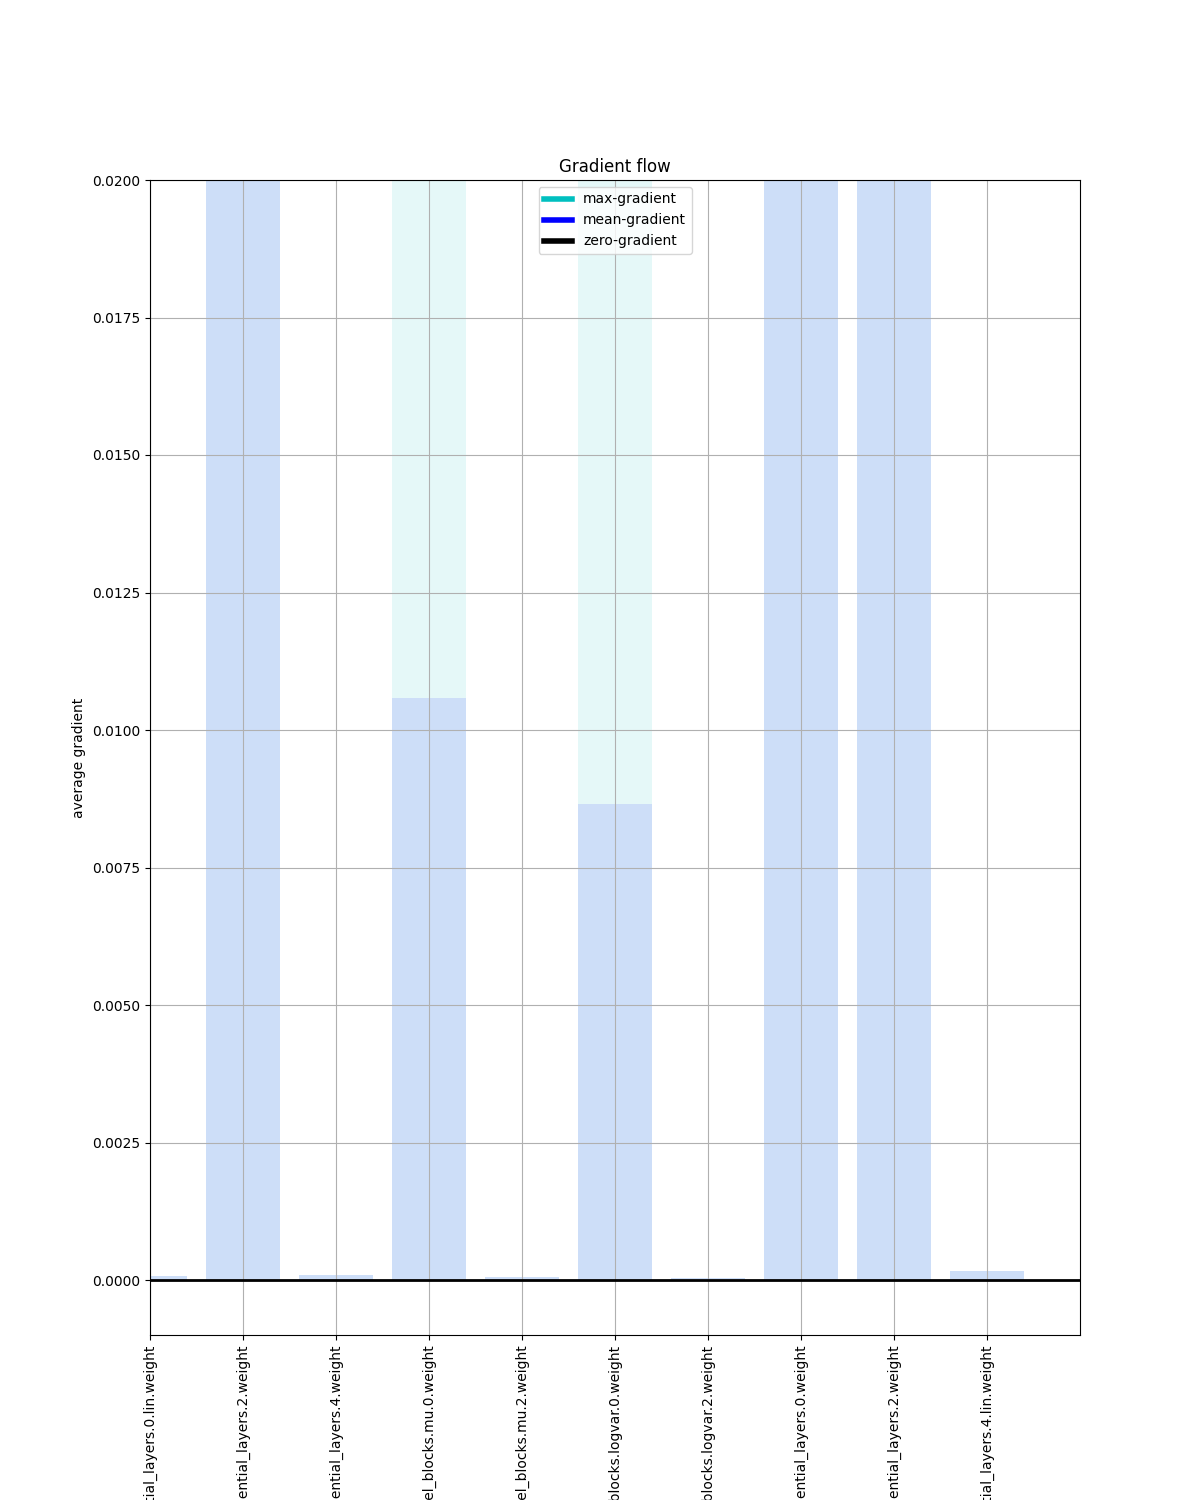 Gradient flow
max-gradient
mean-gradient
zero-gradient
0.0200
0.0175
0.0150
0.0125
0.0100
0.0075
0.0050
0.0025
0.0000
average gradient
tial_layers.0.lin.weight
ential_layers.2.weight
ential_layers.4.weight
el_blocks.mu.0.weight
el_blocks.mu.2.weight
blocks.logvar.0.weight
blocks.logvar.2.weight
ential_layers.0.weight
ential_layers.2.weight
tial_layers.4.lin.weight